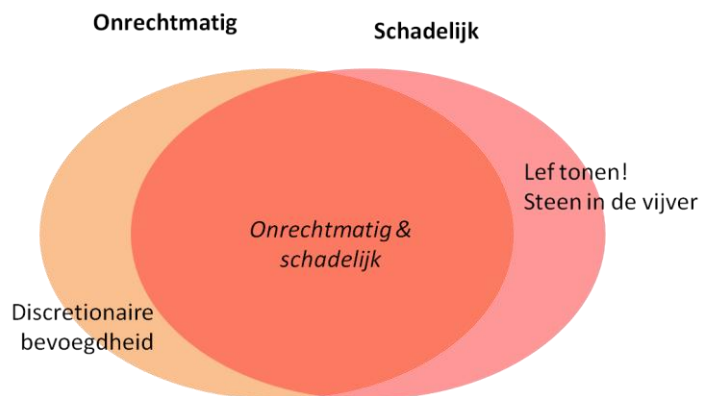 Onrechtmatig
Schadelijk
Lef tonen!
Steen in de vijver
Onrechtmatig &
schadelijk
Discretionaire
bevoegdheid